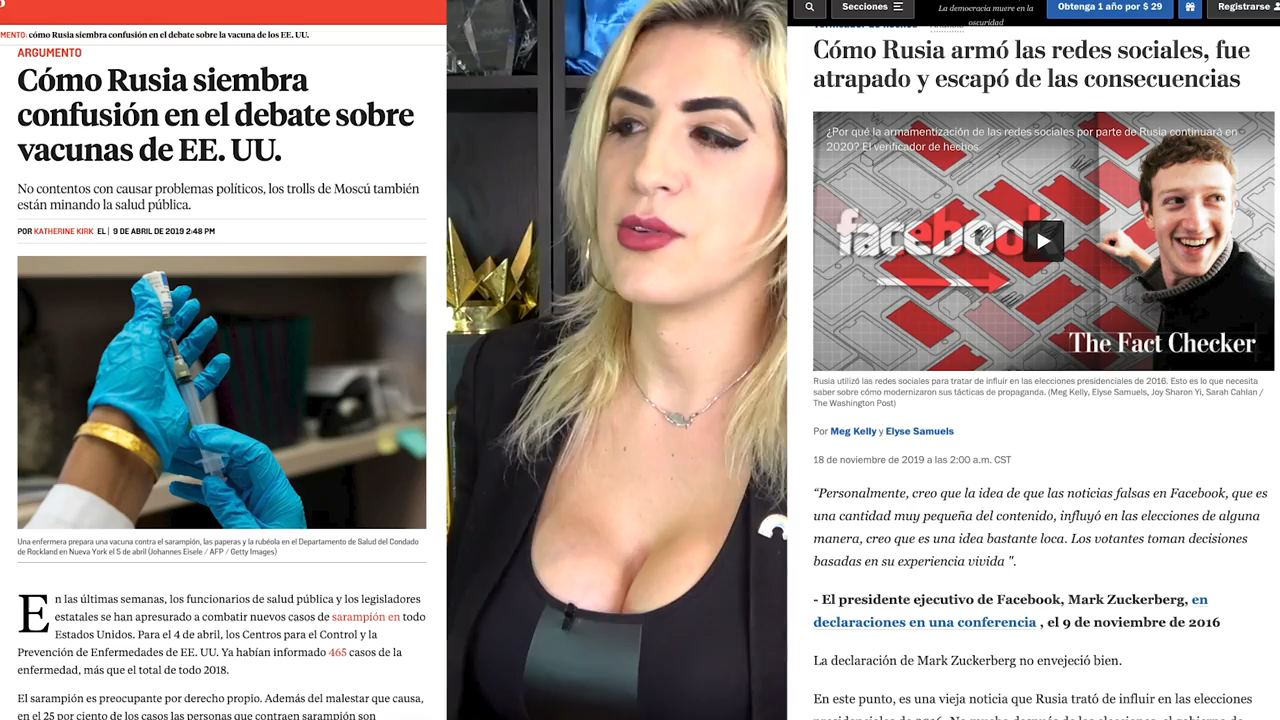 MENTO: cómo Rusia siembra confusión en el debate sobre la vacuna de los EE. UU.
ARGUMENTO
Cómo Rusia siembra
confusión en el debate sobre
vacunas de EE. UU.
No contentos con causar problemas políticos, los trolls de Moscú también
están minando la salud pública.
POR KATHERINE KIRK EL | 9 DE ABRIL DE 2019 2:48 PM
Una enfermera prepara una vacuna contra el sarampión, las paperas y la rubéola en el Departamento de Salud del Condado
de Rockland en Nueva York el 5 de abril (Johannes Eisele / AFP / Getty Images)
En las últimas semanas, los funcionarios de salud pública y los legisladores
estatales se han apresurado a combatir nuevos casos de sarampión en todo
Estados Unidos. Para el 4 de abril, los Centros para el Control y la
Prevención de Enfermedades de EE. UU. Ya habían informado 465 casos de la
enfermedad, más que el total de todo 2018.
El sarampión es preocupante por derecho propio. Además del malestar que causa,
en el 25 por ciento de los casos las personas que contraen sarampión son
Secciones
La democracia muere en la
oscuridad
Obtenga 1 año por $ 29
Registrarse
Cómo Rusia armó las redes sociales, fue
atrapado y escapó de las consecuencias
¿Por qué la armamentización de las redes sociales por parte de Rusia continuará en
2020? El verificador de hechos
facebook
The Fact Checker
Rusia utilizó las redes sociales para tratar de influir en las elecciones presidenciales de 2016. Esto es lo que necesita
saber sobre cómo modernizaron sus tácticas de propaganda. (Meg Kelly, Elyse Samuels, Joy Sharon Yi, Sarah Cahlan /
The Washington Post)
Por Meg Kelly y Elyse Samuels
18 de noviembre de 2019 a las 2:00 a.m. CST
“Personalmente, creo que la idea de que las noticias falsas en Facebook, que es
una cantidad muy pequeña del contenido, influyó en las elecciones de alguna
manera, creo que es una idea bastante loca. Los votantes toman decisiones
basadas en su experiencia vivida ".
- El presidente ejecutivo de Facebook, Mark Zuckerberg, en
declaraciones en una conferencia , el 9 de noviembre de 2016
La declaración de Mark Zuckerberg no envejeció bien.
En este punto, es una vieja noticia que Rusia trató de influir en las elecciones